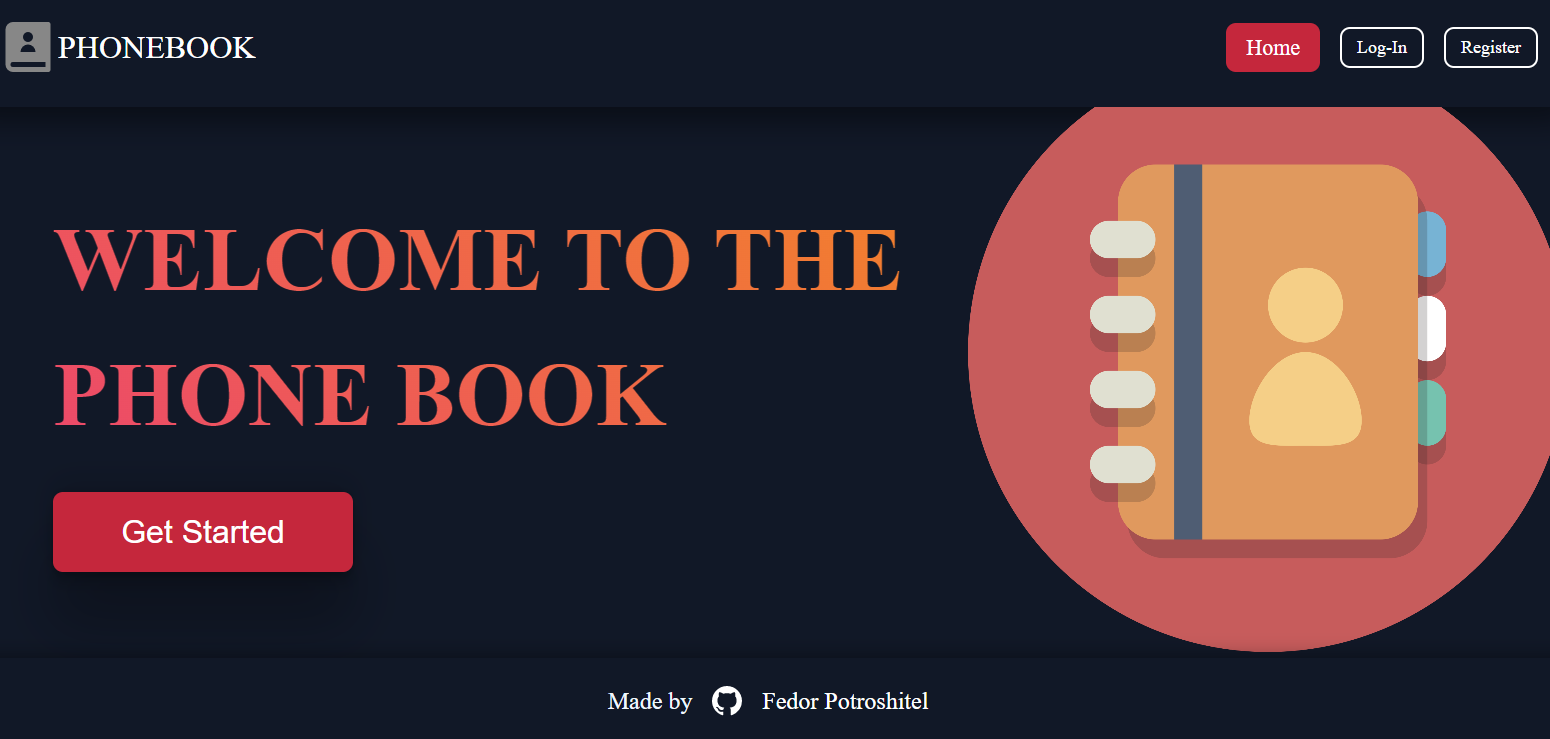 PHONEBOOK
Home
Log-In
Register
WELCOME TO THE
PHONE BOOK
Get Started
Made by Fedor Potroshitel